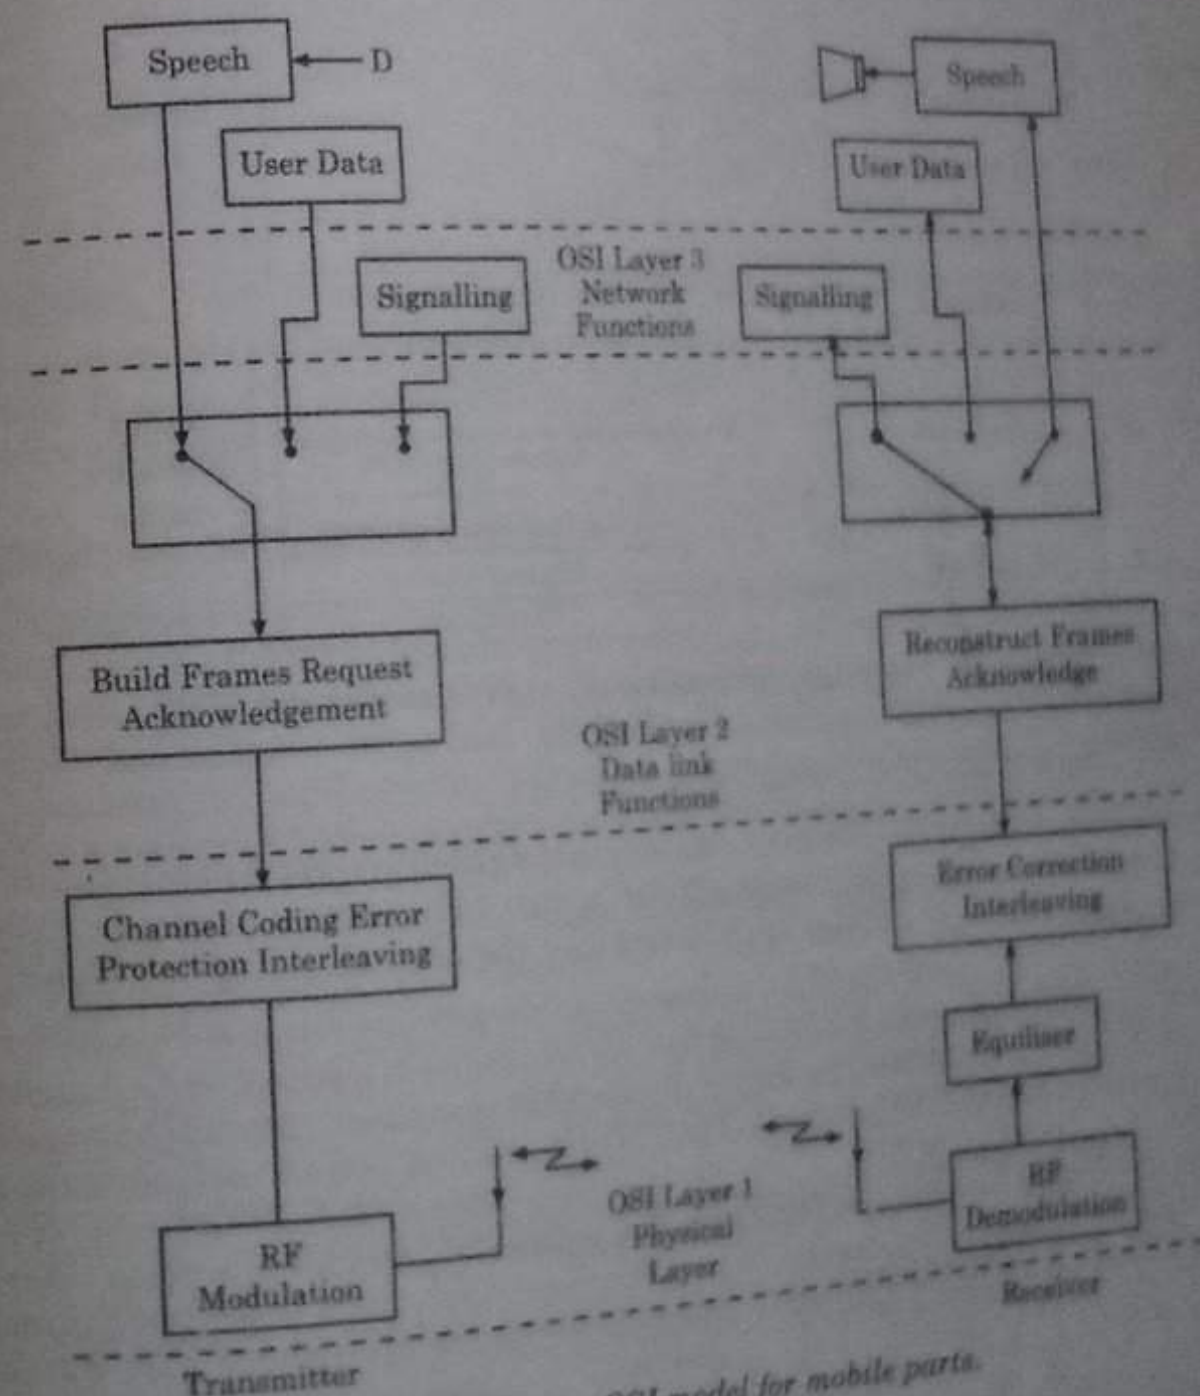 Speech
D
Speech
User Data
User Data
OSI Layer 3
Network
Functions
Signalling
Signalling
Build Frames Request
Acknowledgement
Reconstruct Frames
Acknowledge
OSI Layer 2
Data link
Functions
Channel Coding Error
Protection Interleaving
Error Correction
Interleaving
Equiliser
OSI Layer 1
Physical
Layer
RF
Modulation
RF
Demodulation
Transmitter
Receiver
OSI model for mobile parts.